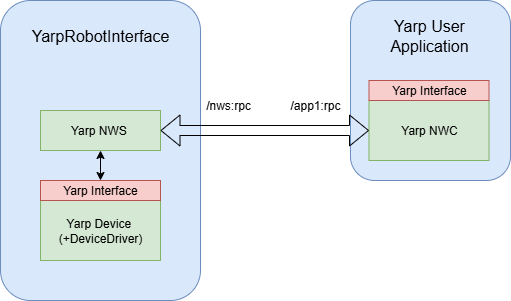 YarpRobotInterface
Yarp User
Application
Yarp Interface
/nws:rpc
/app1:rpc
Yarp NWS
Yarp NWC
Yarp Interface
Yarp Device
(+DeviceDriver)